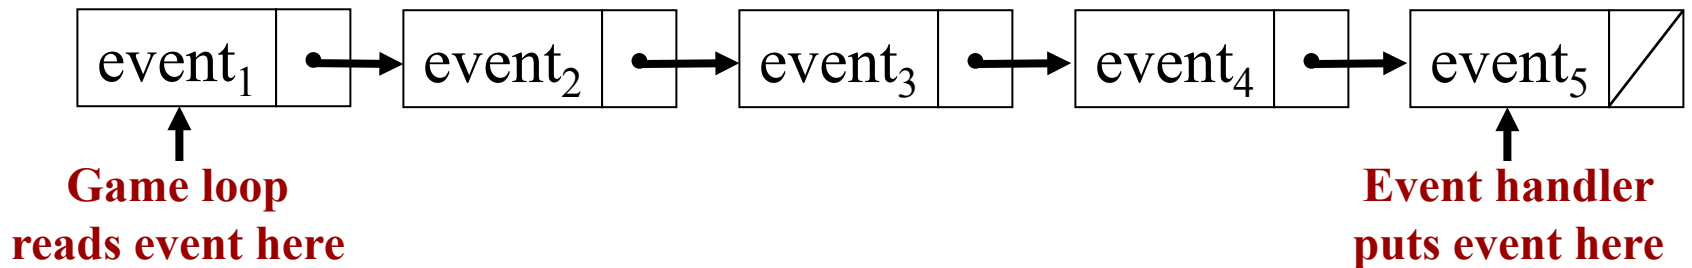 event₁ event₂ event₃ event₄ event₅
Game loop
reads event here
Event handler
puts event here